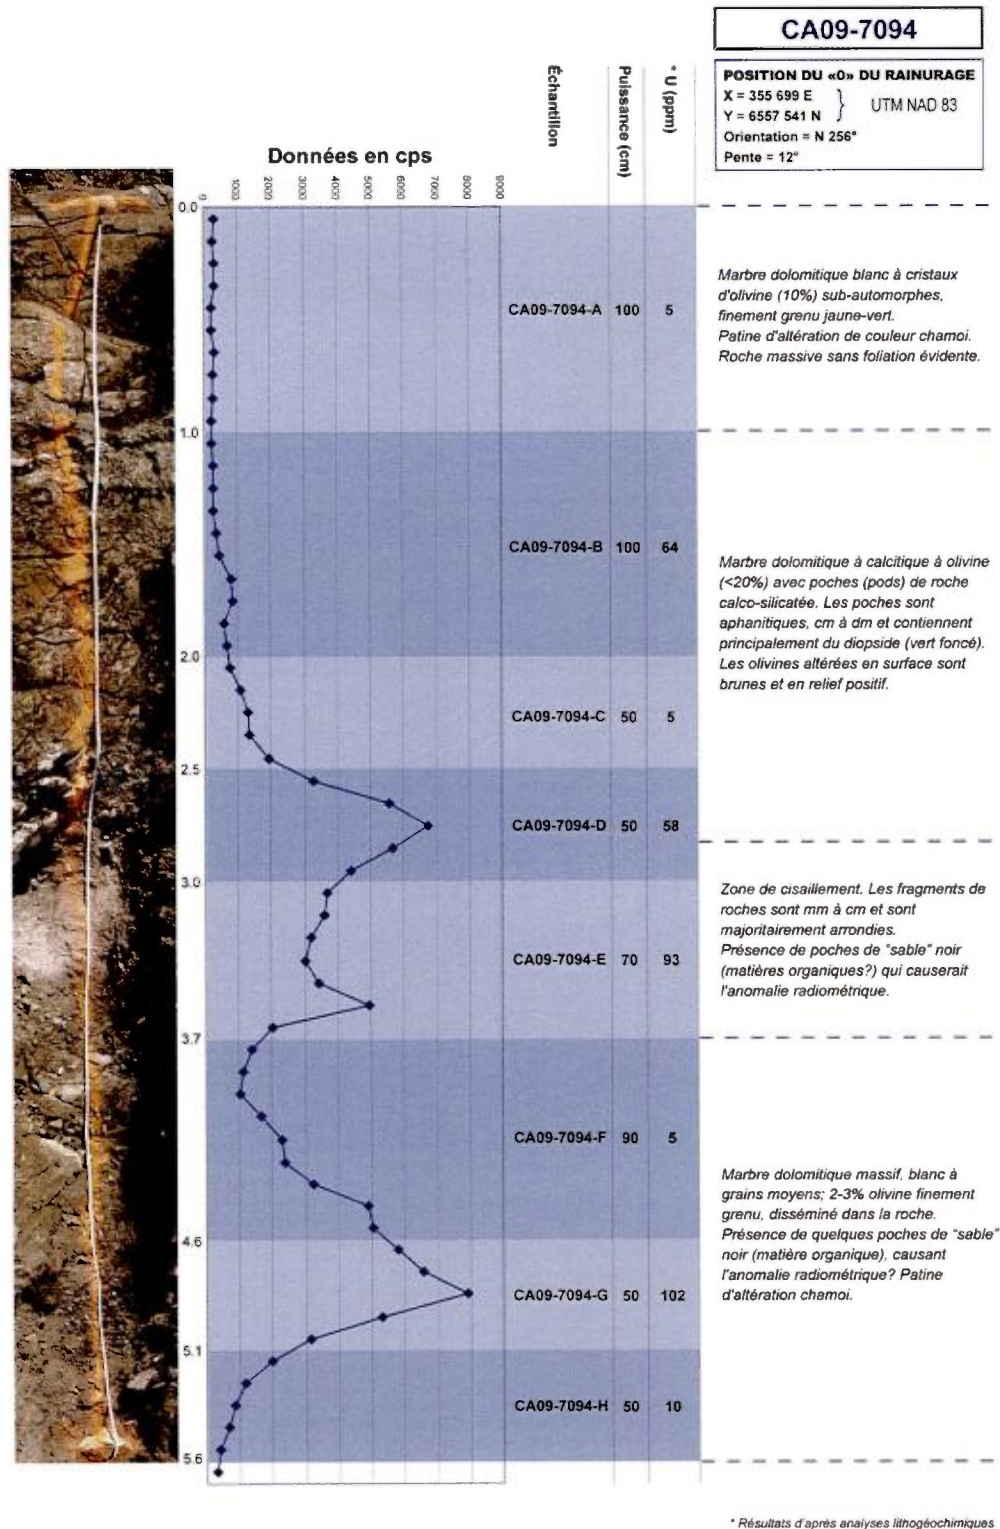 CA09-7094
POSITION DU «0» DU RAINURAGE
X = 355 699 E
Y = 6557 541 N
UTM NAD 83
Orientation = N 256°
Pente = 12°
Échantillon
Puissance (cm)
* U (ppm)
Données en cps
0
1000
2000
3000
4000
5000
6000
7000
8000
9000
0.0
CA09-7094-A 100 5
Marbre dolomitique blanc à cristaux
d'olivine (10%) sub-automorphes,
finement grenu jaune-vert.
Patine d'altération de couleur chamoi.
Roche massive sans foliation évidente.
1.0
CA09-7094-B 100 64
Marbre dolomitique à calcitique à olivine
(<20%) avec poches (pods) de roche
calco-silicatée. Les poches sont
aphanitiques, cm à dm et contiennent
principalement du diopside (vert foncé).
Les olivines altérées en surface sont
brunes et en relief positif.
2.0
CA09-7094-C 50 5
2.5
CA09-7094-D 50 58
3.0
CA09-7094-E 70 93
Zone de cisaillement. Les fragments de
roches sont mm à cm et sont
majoritairement arrondies.
Présence de poches de "sable" noir
(matières organiques?) qui causerait
l'anomalie radiométrique.
3.7
CA09-7094-F 90 5
4.6
Marbre dolomitique massif, blanc à
grains moyens; 2-3% olivine finement
grenu, disséminé dans la roche.
Présence de quelques poches de "sable"
noir (matière organique), causant
l'anomalie radiométrique? Patine
d'altération chamoi.
CA09-7094-G 50 102
5.1
CA09-7094-H 50 10
5.6
* Résultats d'après analyses lithogéochimiques